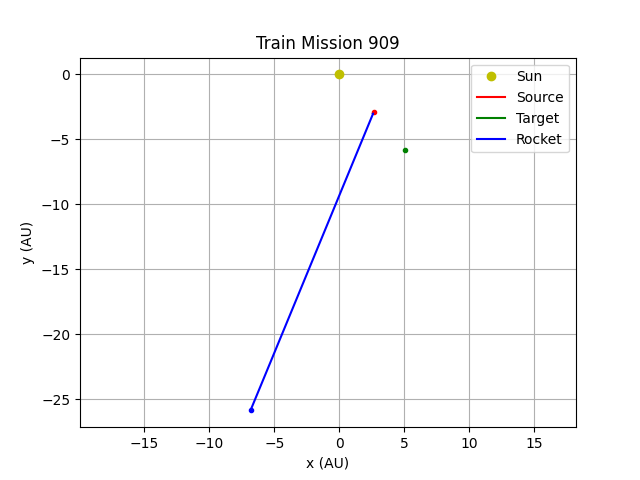 Train Mission 909
Sun
Source
Target
Rocket
0
−5
−10
−15
−20
−25
y (AU)
−15
−10
−5
0
5
10
15
x (AU)